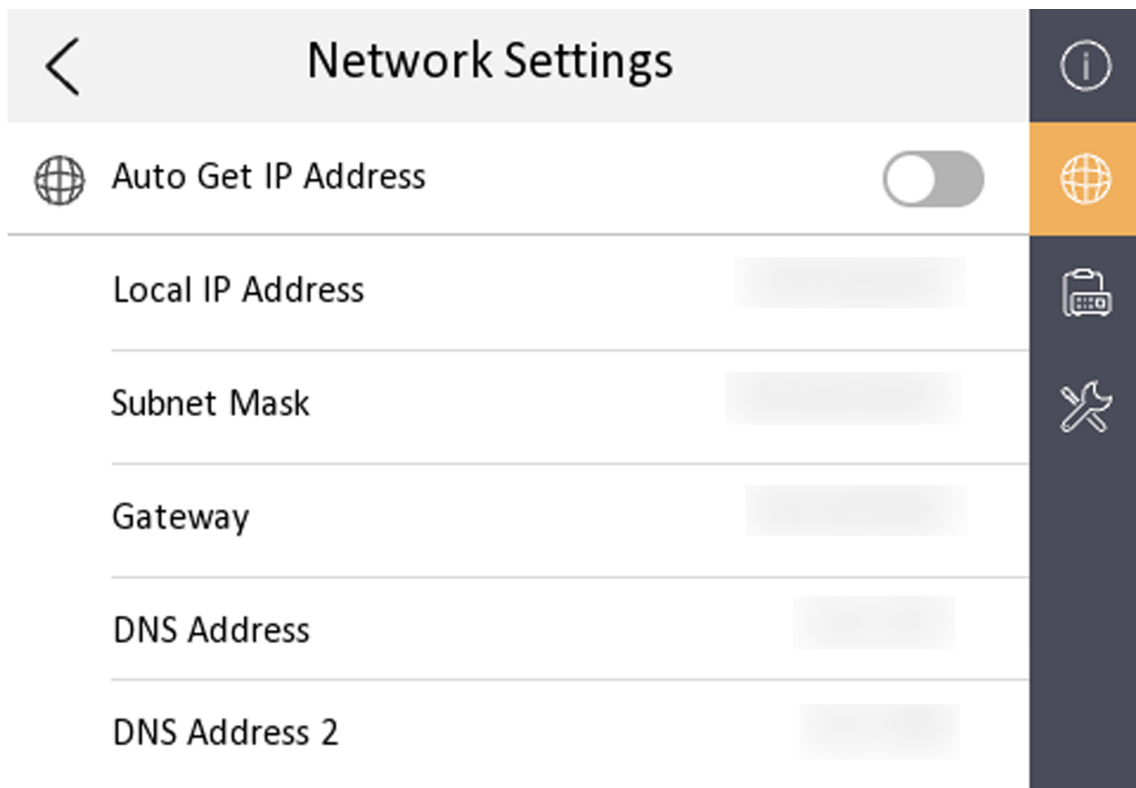 Network Settings
Auto Get IP Address
Local IP Address
Subnet Mask
Gateway
DNS Address
DNS Address 2